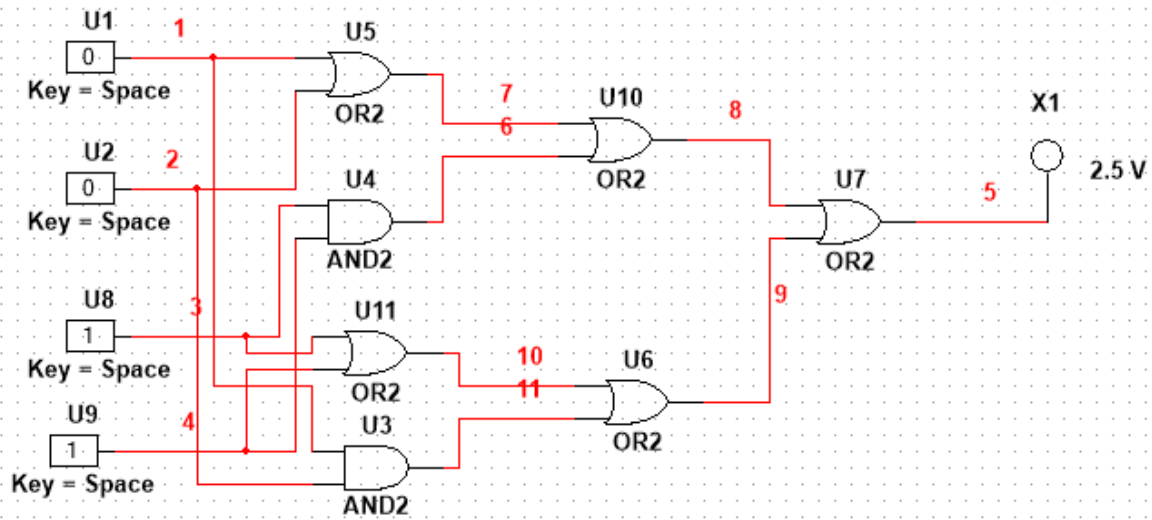 U1
1
0
Key = Space
U5
OR2
7
6
U10
OR2
8
X1
2.5 V
U2
2
0
Key = Space
U4
AND2
U7
OR2
5
U8
3
1
Key = Space
U11
OR2
10
11
U6
OR2
9
U9
4
1
Key = Space
U3
AND2